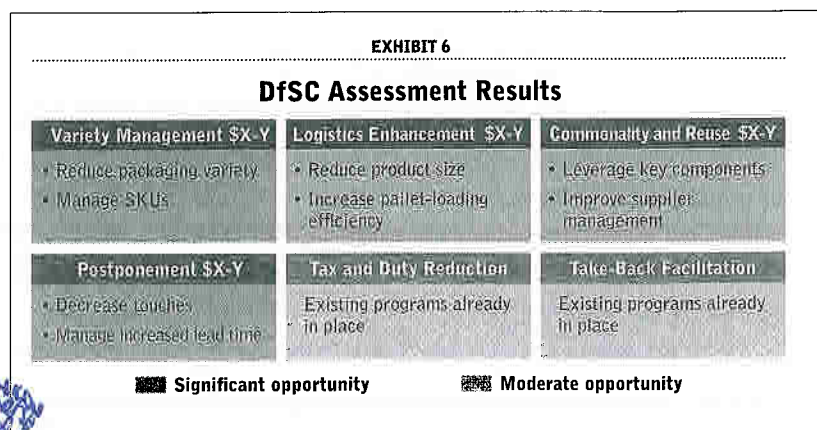 EXHIBIT 6
DfSC Assessment Results
Variety Management $X-Y
• Reduce packaging variety
• Manage SKUs
Logistics Enhancement $X-Y
• Reduce product size
• Increase pallet-loading
efficiency
Commonality and Reuse $X-Y
• Leverage key components
• Improve supplier
management
Postponement $X-Y
• Decrease touches
• Manage increased lead time
Tax and Duty Reduction
Existing programs already
in place
Take-Back Facilitation
Existing programs already
in place
Significant opportunity
Moderate opportunity